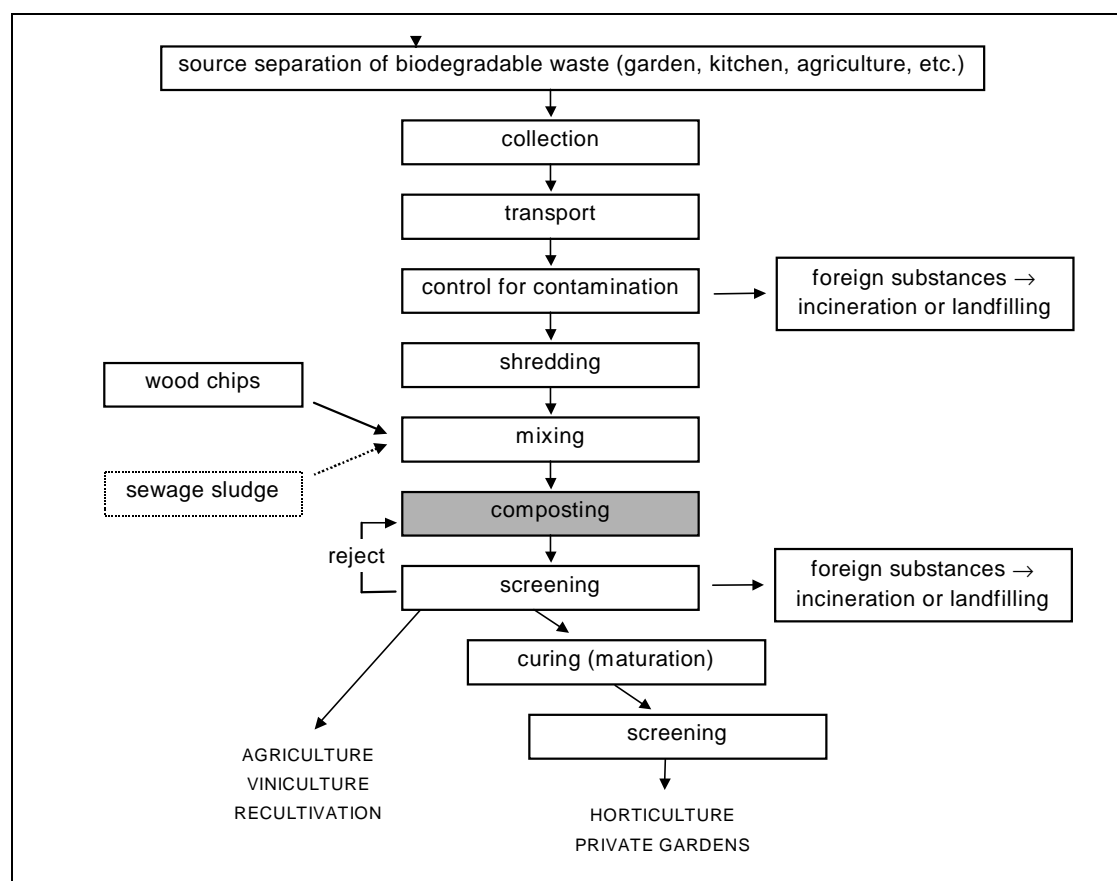 source separation of biodegradable waste (garden, kitchen, agriculture, etc.)
collection
transport
control for contamination
foreign substances →
incineration or landfilling
shredding
wood chips
mixing
sewage sludge
composting
reject
screening
foreign substances →
incineration or landfilling
curing (maturation)
screening
AGRICULTURE
VINICULTURE
RECULTIVATION
HORTICULTURE
PRIVATE GARDENS